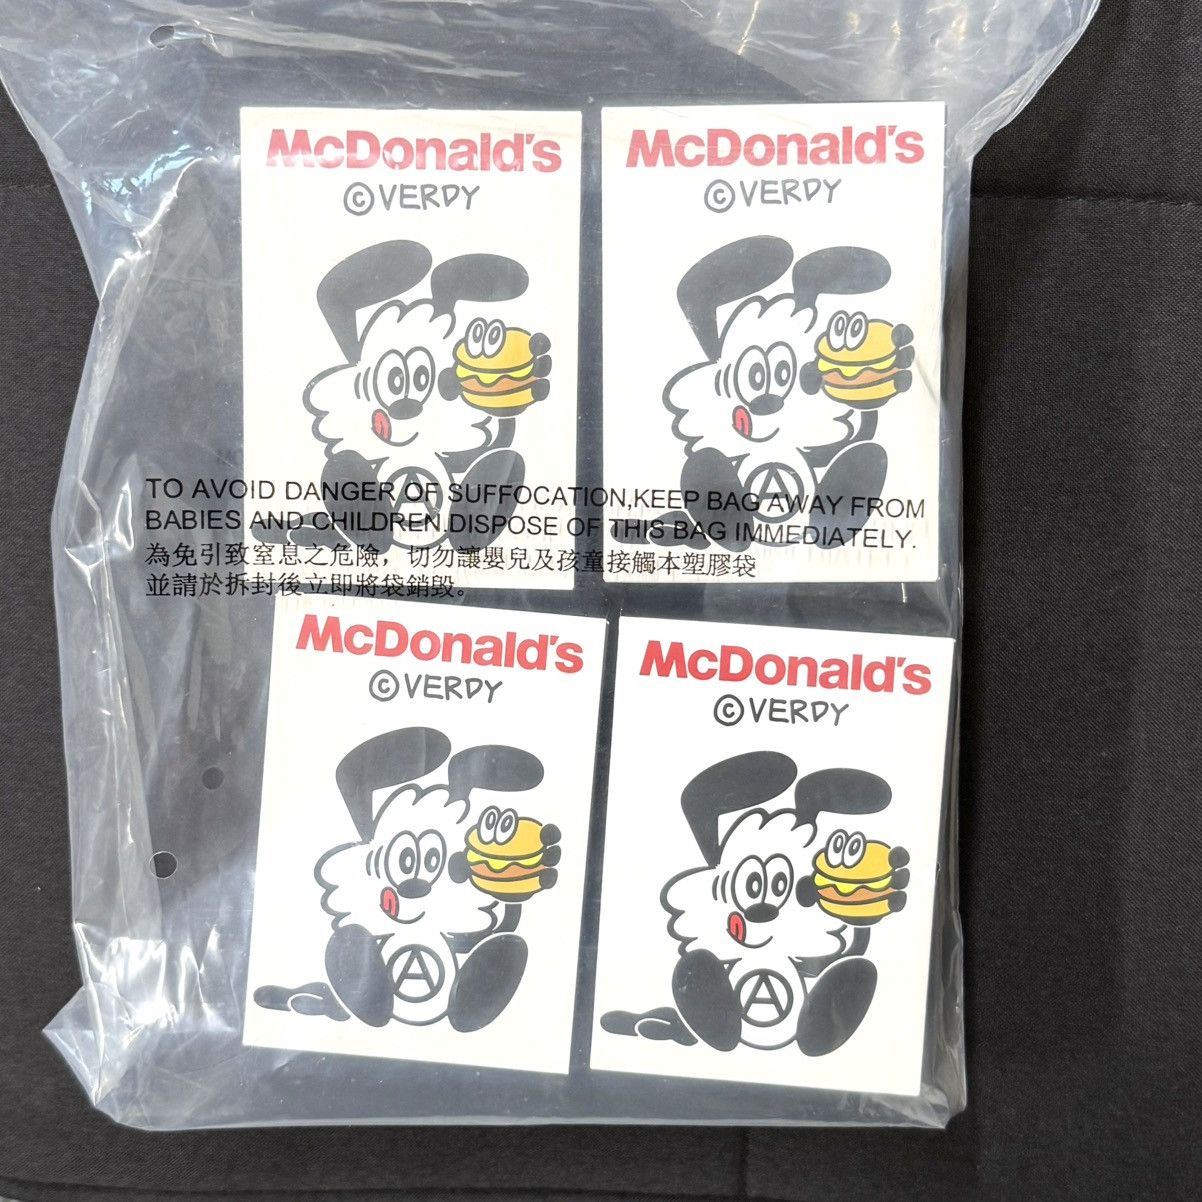 McDonald's
©VERDY
McDonald's
©VERDY
A
A
TO AVOID DANGER OF SUFFOCATION,KEEP BAG AWAY FROM
BABIES AND CHILDREN.DISPOSE OF THIS BAG IMMEDIATELY.
為免引致窒息之危險，切勿讓嬰兒及孩童接觸本塑膠袋
並請於拆封後立即將袋銷毀。
McDonald's
©VERDY
McDonald's
©VERDY
A
A